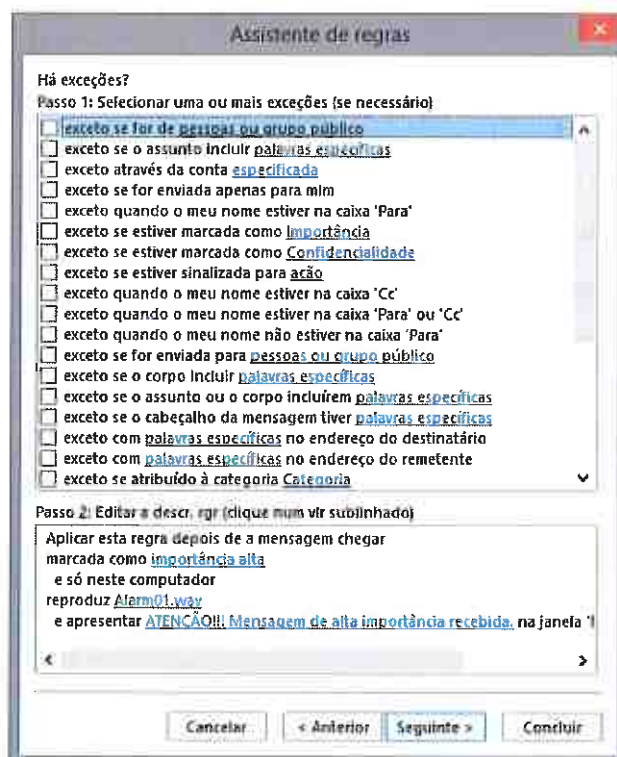 Assistente de regras
Há exceções?
Passo 1: Selecionar uma ou mais exceções (se necessário)
exceto se for de pessoas ou grupo público
exceto se o assunto incluir palavras específicas
exceto através da conta especificada
exceto se for enviada apenas para mim
exceto quando o meu nome estiver na caixa 'Para'
exceto se estiver marcada como Importância
exceto se estiver marcada como Confidencialidade
exceto se estiver sinalizada para ação
exceto quando o meu nome estiver na caixa 'Cc'
exceto quando o meu nome estiver na caixa 'Para' ou 'Cc'
exceto quando o meu nome não estiver na caixa 'Para'
exceto se for enviada para pessoas ou grupo público
exceto se o corpo incluir palavras específicas
exceto se o assunto ou o corpo incluírem palavras específicas
exceto se o cabeçalho da mensagem tiver palavras específicas
exceto com palavras específicas no endereço do destinatário
exceto com palavras específicas no endereço do remetente
exceto se atribuído à categoria Categoria
Passo 2: Editar a descr. rgr (clique num vlr sublinhado)
Aplicar esta regra depois de a mensagem chegar
marcada como importância alta
e só neste computador
reproduz Alarm01.wav
e apresentar ATENÇÃO!!! Mensagem de alta importância recebida. na janela
Cancelar < Anterior Seguinte > Concluir